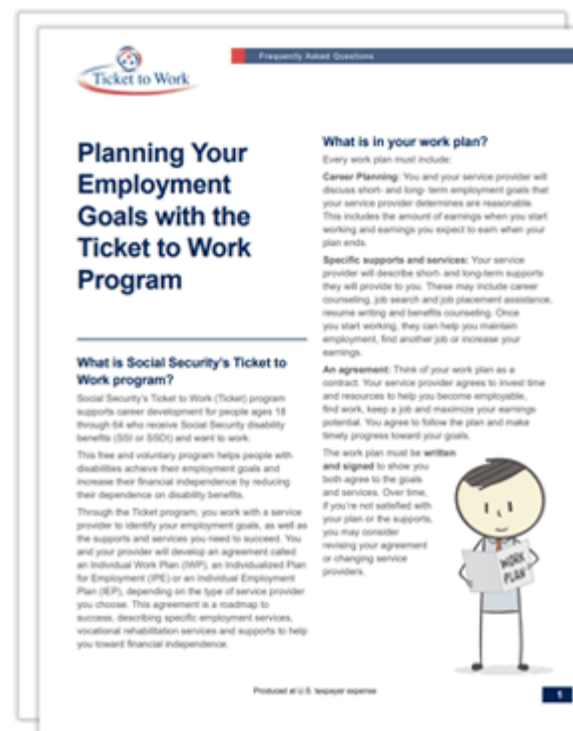 Ticket to Work
Frequently Asked Questions
Planning Your
Employment
Goals with the
Ticket to Work
Program
What is Social Security's Ticket to
Work program?
Social Security's Ticket to Work (Ticket) program
supports career development for people ages 18
through 64 who receive Social Security disability
benefits (SSI or SSDI) and want to work.
This free and voluntary program helps people with
disabilities achieve their employment goals and
increase their financial independence by reducing
their dependence on disability benefits.
Through the Ticket program, you work with a service
provider to identify your employment goals, as well as
the supports and services you need to succeed. You
and your provider will develop an agreement called
an Individual Work Plan (IWP), an Individualized Plan
for Employment (IPE) or an Individual Employment
Plan (IEP), depending on the type of service provider
you choose. This agreement is a roadmap to
success, describing specific employment services,
vocational rehabilitation services and supports to help
you toward financial independence.
What is in your work plan?
Every work plan must include:
Career Planning: You and your service provider will
discuss short- and long- term employment goals that
your service provider determines are reasonable.
This includes the amount of earnings when you start
working and earnings you expect to earn when your
plan ends.
Specific supports and services: Your service
provider will describe short- and long-term supports
they will provide to you. These may include career
counseling, job search and job placement assistance,
resume writing and benefits counseling. Once
you start working, they can help you maintain
employment, find another job or increase your
earnings.
An agreement: Think of your work plan as a
contract. Your service provider agrees to invest time
and resources to help you become employable,
find work, keep a job and maximize your earnings
potential. You agree to follow the plan and make
timely progress toward your goals.
The work plan must be written
and signed to show you
both agree to the goals
and services. Over time,
if you're not satisfied with
your plan or the supports,
you may consider
revising your agreement
or changing service
providers.
WORK
PLAN
Produced at U.S. taxpayer expense
1